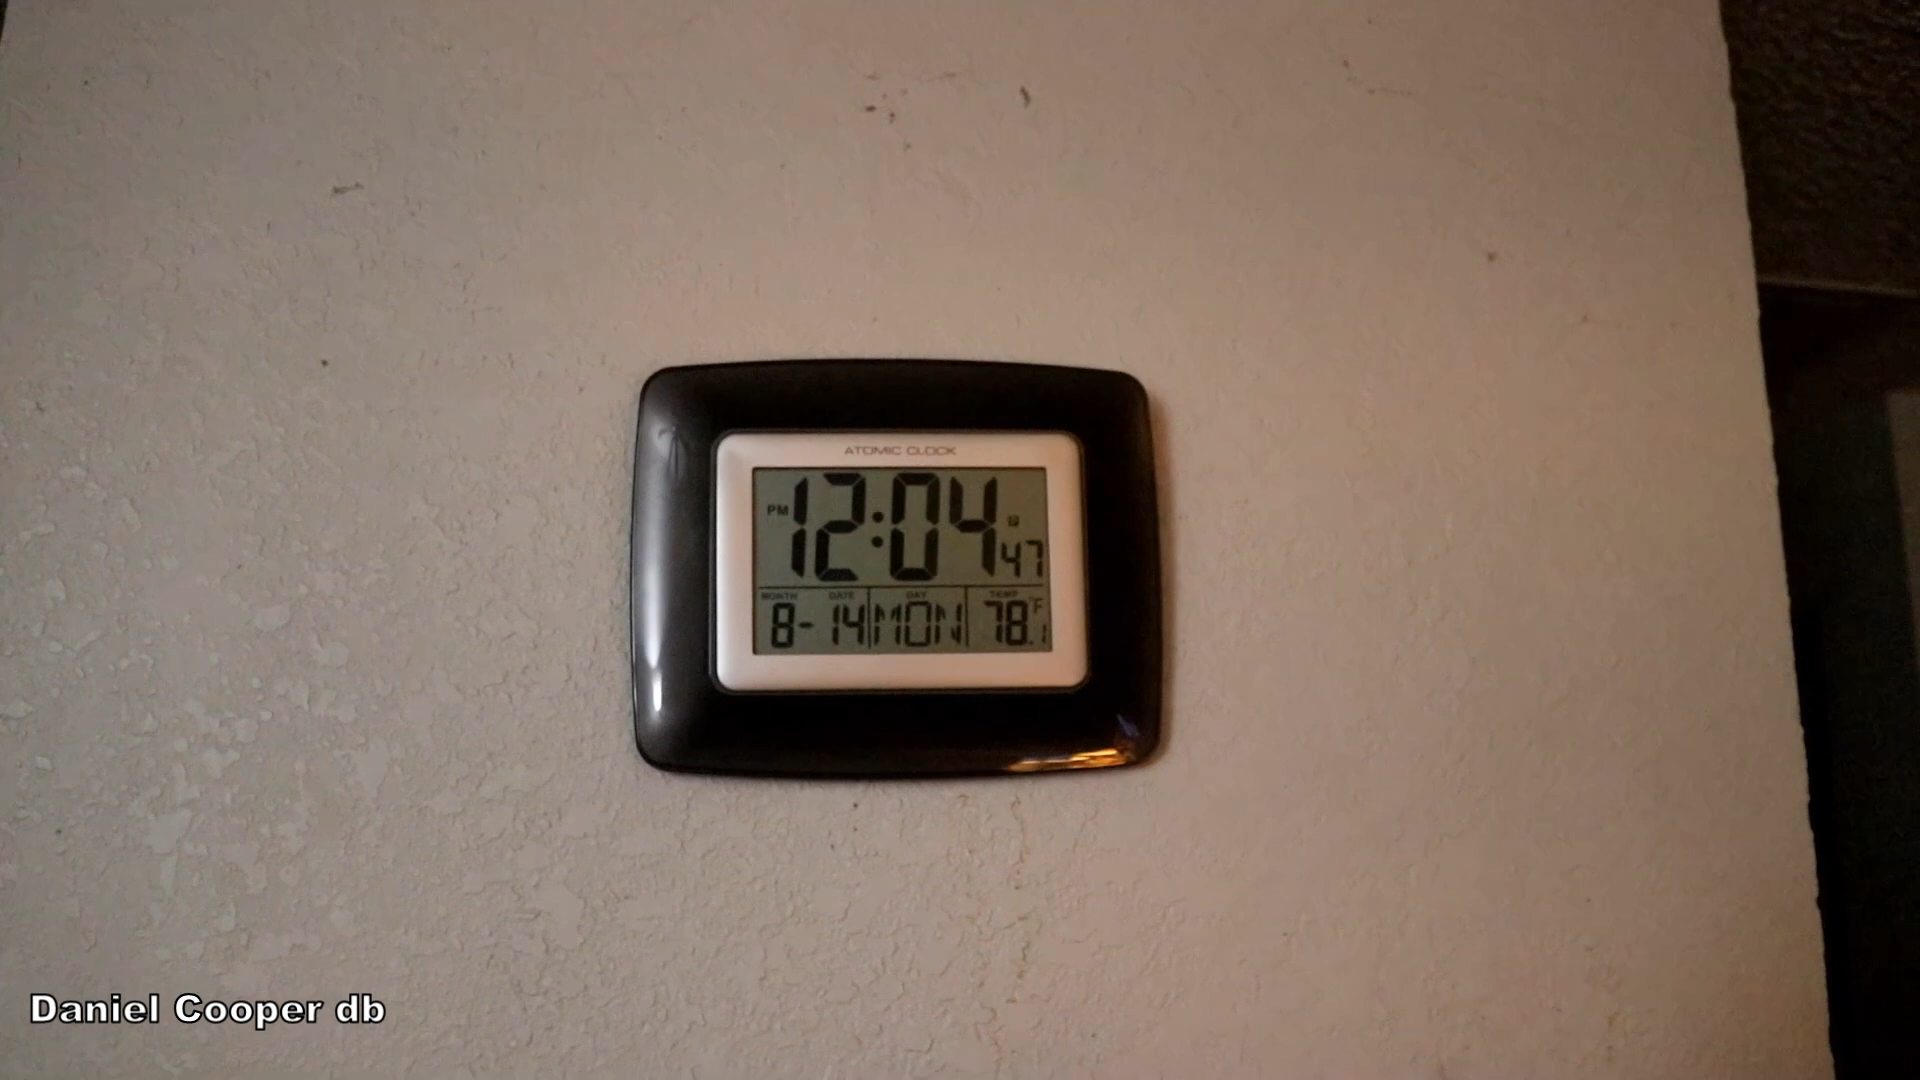 ATOMIC CLOCK
PM 12:04 P
47
MONTH DATE DAY TEMP
8-14 MON 78.1 °F
Daniel Cooper db